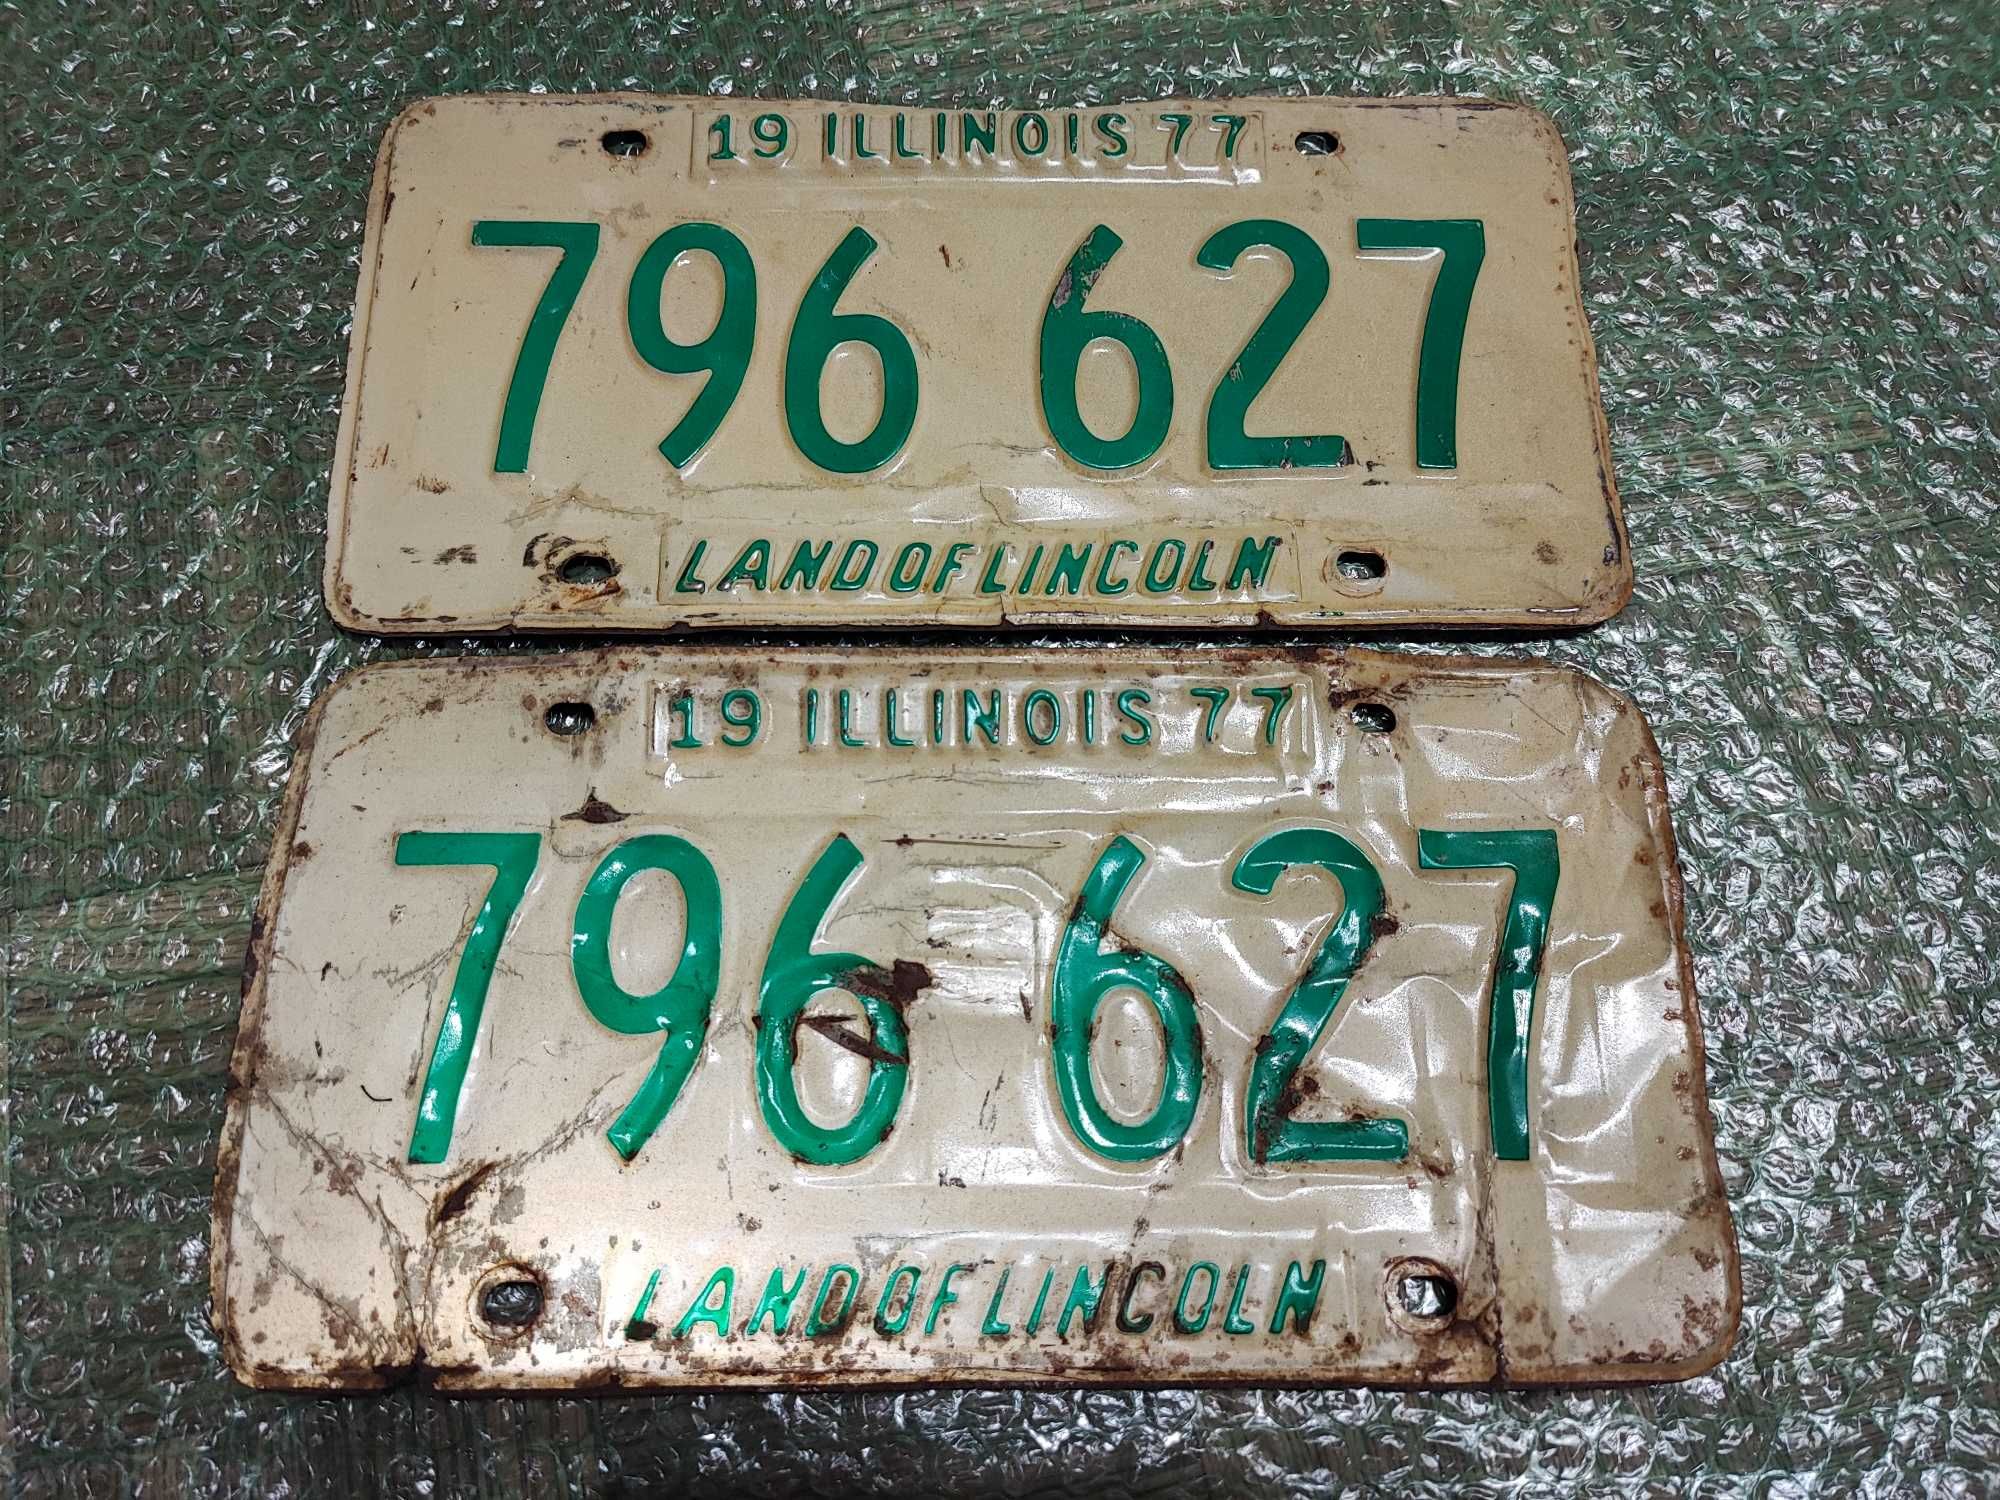 19 ILLINOIS 77
796 627
LAND OF LINCOLN
19 ILLINOIS 77
796 627
LAND OF LINCOLN